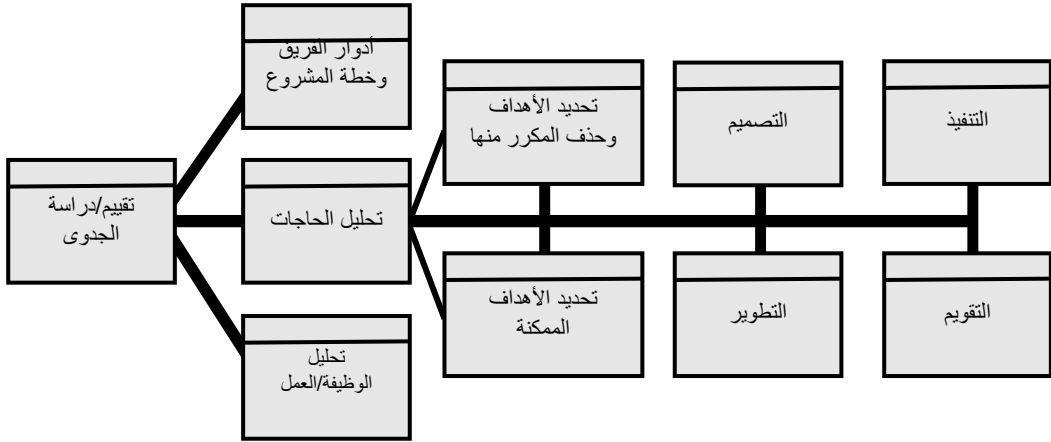 أدوار الفريق
وخطة المشروع
تحديد الأهداف
وحذف المكرر منها
التصميم
التنفيذ
تقييم/دراسة
الجدوى
تحليل الحاجات
تحديد الأهداف
الممكنة
التطوير
التقويم
تحليل
الوظيفة/العمل